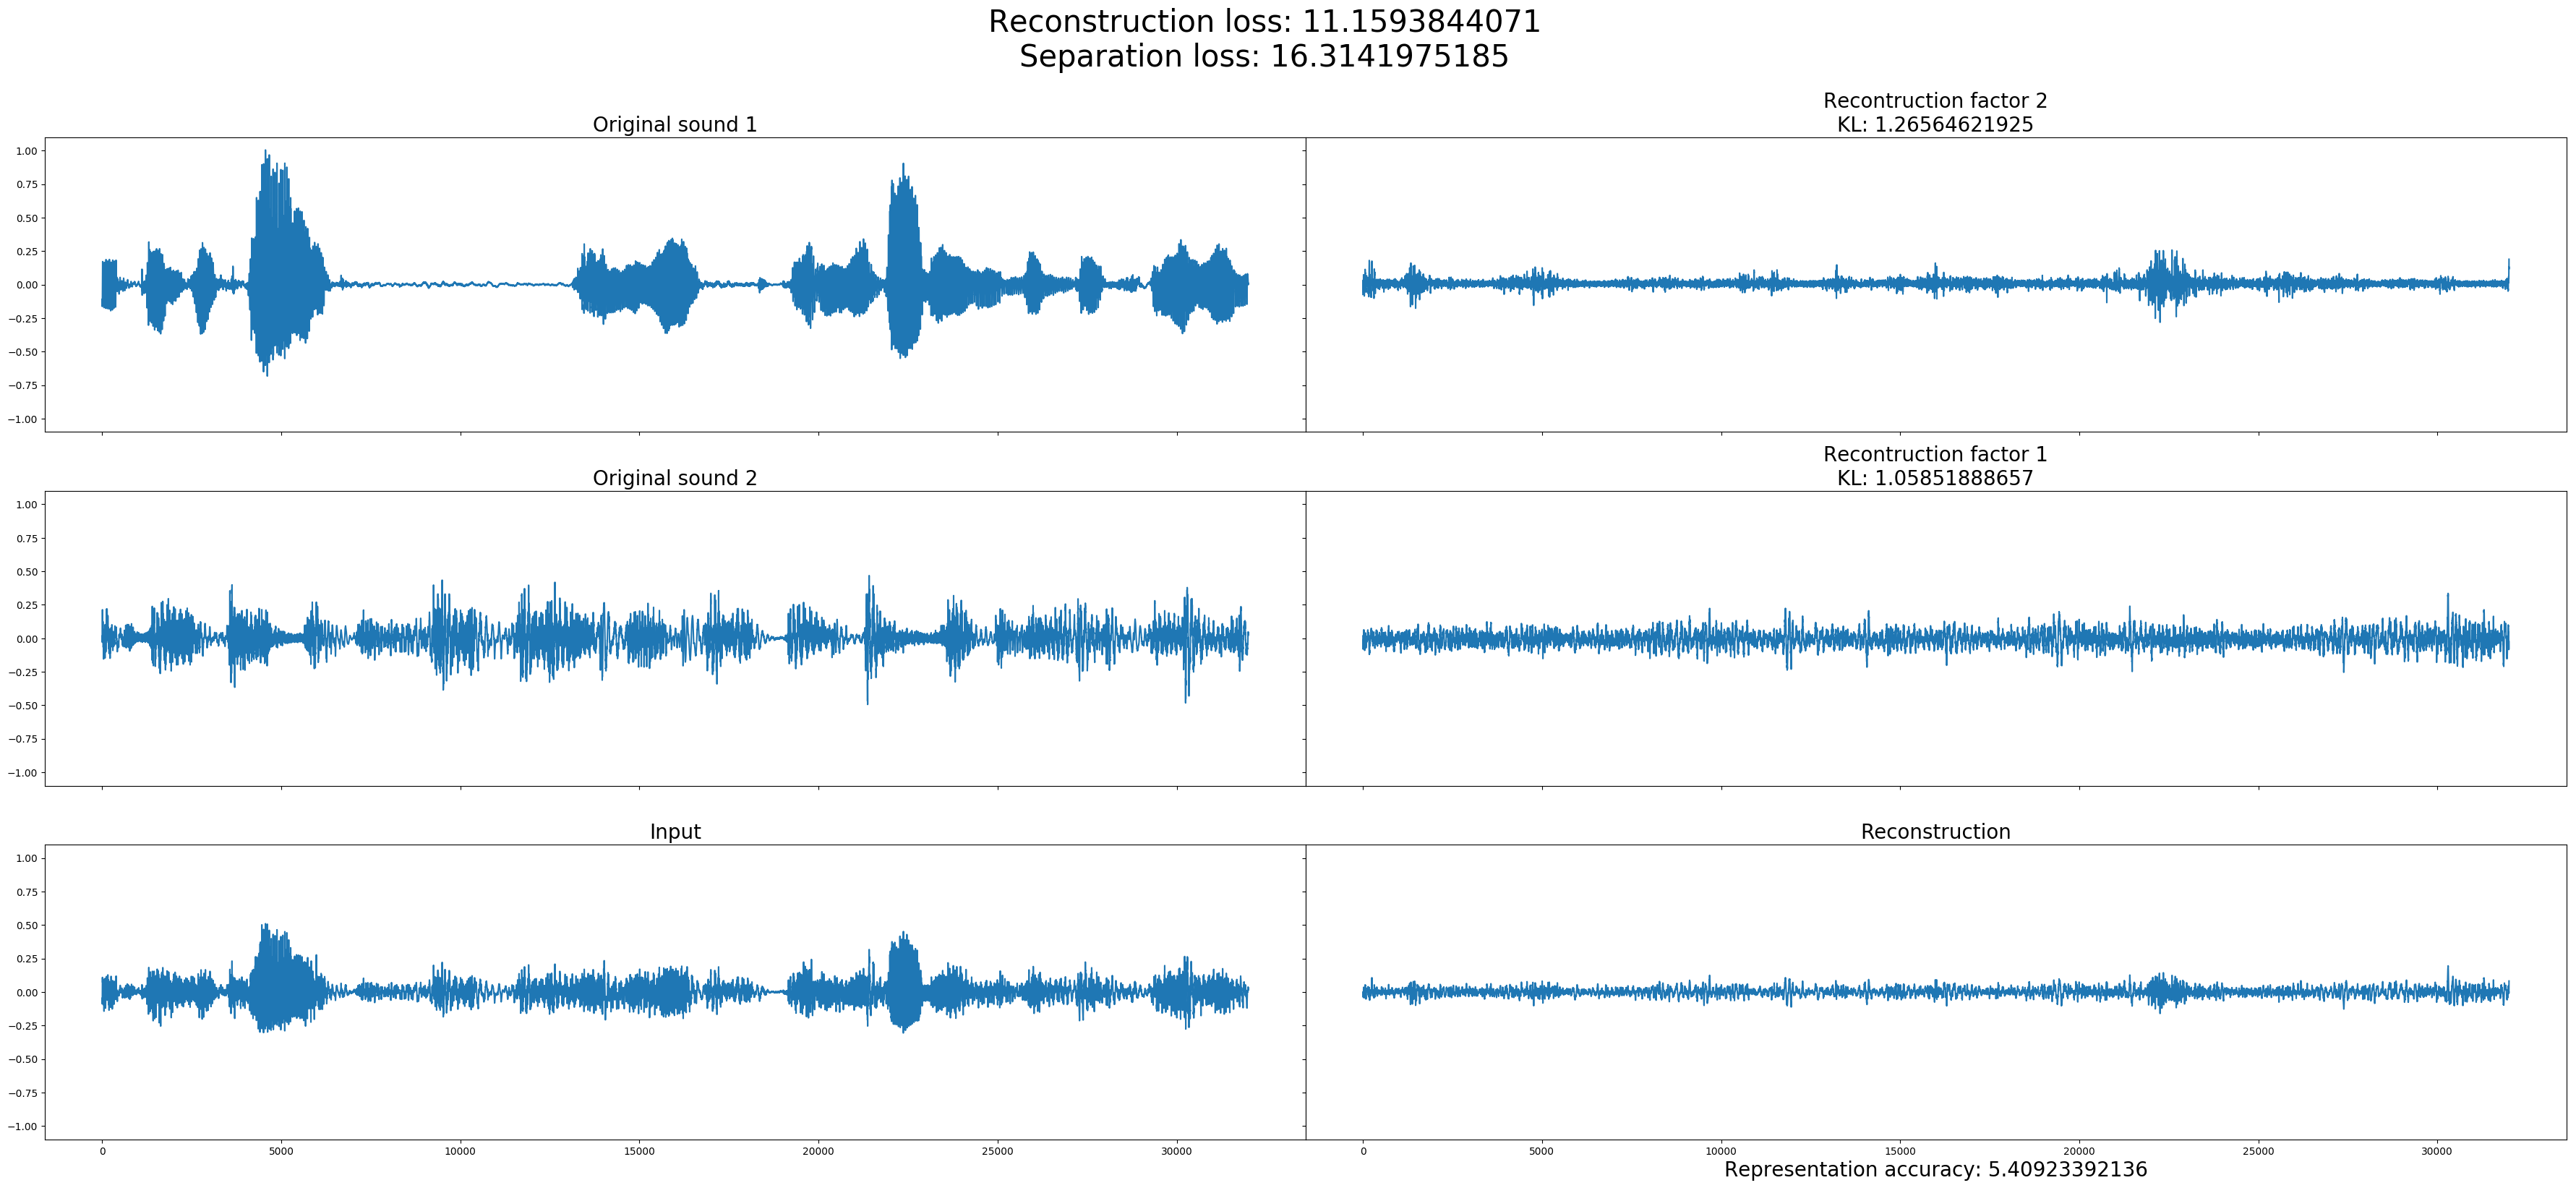 Reconstruction loss: 11.1593844071
Separation loss: 16.3141975185
Original sound 1
Recontruction factor 2
KL: 1.26564621925
1.00
0.75
0.50
0.25
0.00
−0.25
−0.50
−0.75
−1.00
Original sound 2
Recontruction factor 1
KL: 1.05851888657
1.00
0.75
0.50
0.25
0.00
−0.25
−0.50
−0.75
−1.00
Input
Reconstruction
1.00
0.75
0.50
0.25
0.00
−0.25
−0.50
−0.75
−1.00
0 5000 10000 15000 20000 25000 30000
0 5000 10000 15000 20000 25000 30000
Representation accuracy: 5.40923392136